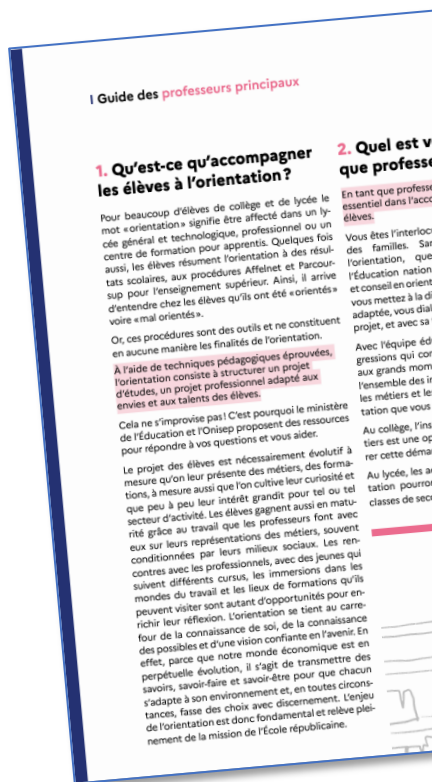 Guide des professeurs principaux
1. Qu'est-ce qu'accompagner
les élèves à l'orientation ?
Pour beaucoup d'élèves de collège et de lycée le
mot « orientation » signifie être affecté dans un ly-
cée général et technologique, professionnel ou un
centre de formation pour apprentis. Quelques fois
aussi, les élèves résument l'orientation à des résul-
tats scolaires, aux procédures Affelnet et Parcour-
sup pour l'enseignement supérieur. Ainsi, il arrive
d'entendre chez les élèves qu'ils ont été « orientés »
voire « mal orientés ».
Or, ces procédures sont des outils et ne constituent
en aucune manière les finalités de l'orientation.
À l'aide de techniques pédagogiques éprouvées,
l'orientation consiste à structurer un projet
d'études, un projet professionnel adapté aux
envies et aux talents des élèves.
Cela ne s'improvise pas ! C'est pourquoi le ministère
de l'Éducation et l'Onisep proposent des ressources
pour répondre à vos questions et vous aider.
Le projet des élèves est nécessairement évolutif à
mesure qu'on leur présente des métiers, des forma-
tions, à mesure aussi que l'on cultive leur curiosité et
que peu à peu leur intérêt grandit pour tel ou tel
secteur d'activité. Les élèves gagnent aussi en matu-
rité grâce au travail que les professeurs font avec
eux sur leurs représentations des métiers, souvent
conditionnées par leurs milieux sociaux. Les ren-
contres avec les professionnels, avec des jeunes qui
suivent différents cursus, les immersions dans les
mondes du travail et les lieux de formations qu'ils
peuvent visiter sont autant d'opportunités pour en-
richir leur réflexion. L'orientation se tient au carre-
four de la connaissance de soi, de la connaissance
des possibles et d'une vision confiante en l'avenir. En
effet, parce que notre monde économique est en
perpétuelle évolution, il s'agit de transmettre des
savoirs, savoir-faire et savoir-être pour que chacun
s'adapte à son environnement et, en toutes circons-
tances, fasse des choix avec discernement. L'enjeu
de l'orientation est donc fondamental et relève plei-
nement de la mission de l'École républicaine.
2. Quel est v
que profess
En tant que profess
essentiel dans l'acco
élèves.
Vous êtes l'interloc
des familles. San
l'orientation, que
l'Éducation nation
et conseil en orient
vous mettez à la di
adaptée, vous dial
projet, et avec sa
Avec l'équipe édu
gressions qui con
aux grands mom
l'ensemble des in
les métiers et les
tation que vous
Au collège, l'ins
tiers est une op
rer cette démar
Au lycée, les ac
tation pourron
classes de seco